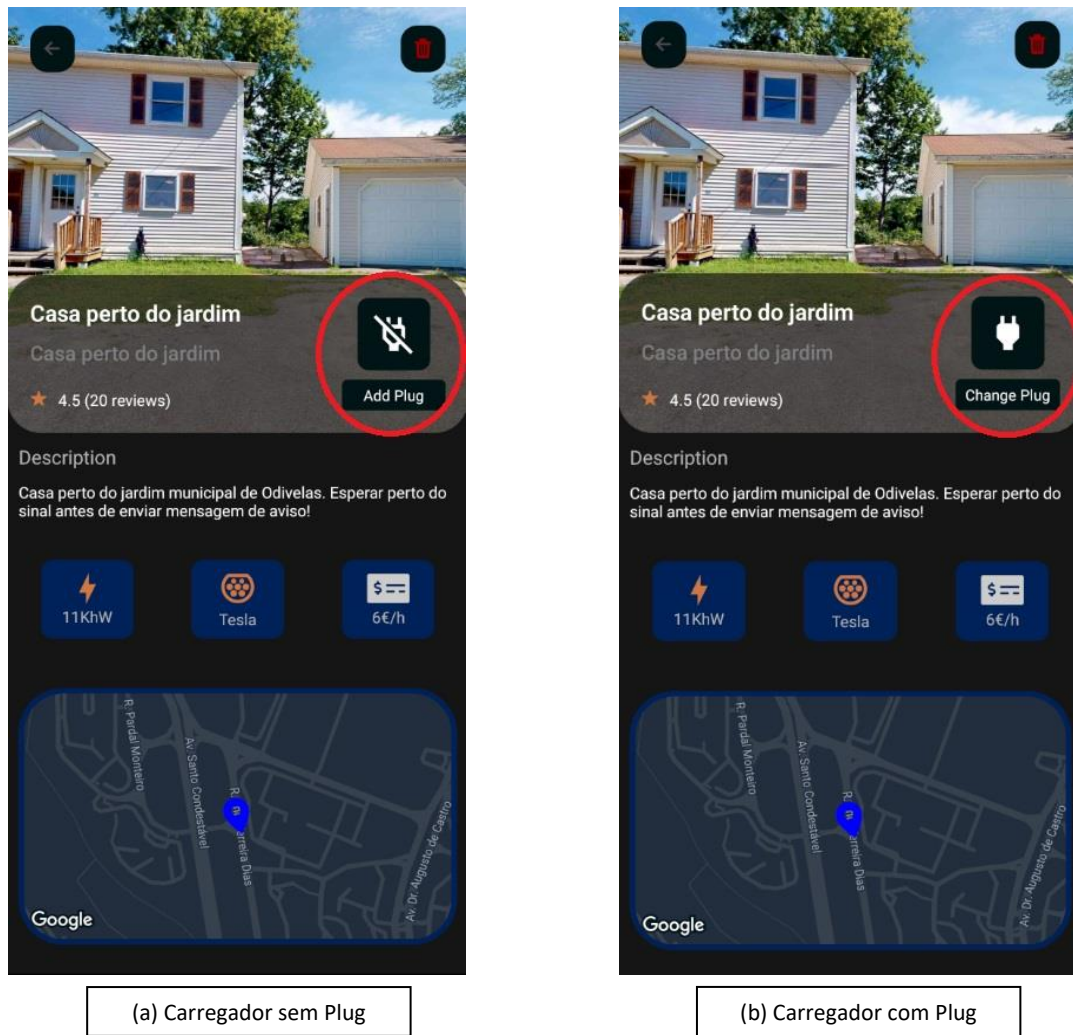 Casa perto do jardim
Casa perto do jardim
4.5 (20 reviews)
Add Plug
Description
Casa perto do jardim municipal de Odivelas. Esperar perto do
sinal antes de enviar mensagem de aviso!
11KhW
Tesla
6€/h
R. Pardal Monteiro
Av. Santo Condestável
R.
arreira Dias
Av. Dr. Augusto de Castro
Google
(a) Carregador sem Plug
Casa perto do jardim
Casa perto do jardim
4.5 (20 reviews)
Change Plug
Description
Casa perto do jardim municipal de Odivelas. Esperar perto do
sinal antes de enviar mensagem de aviso!
11KhW
Tesla
6€/h
R. Pardal Monteiro
Av. Santo Condestável
R.
arreira Dias
Av. Dr. Augusto de Castro
Google
(b) Carregador com Plug